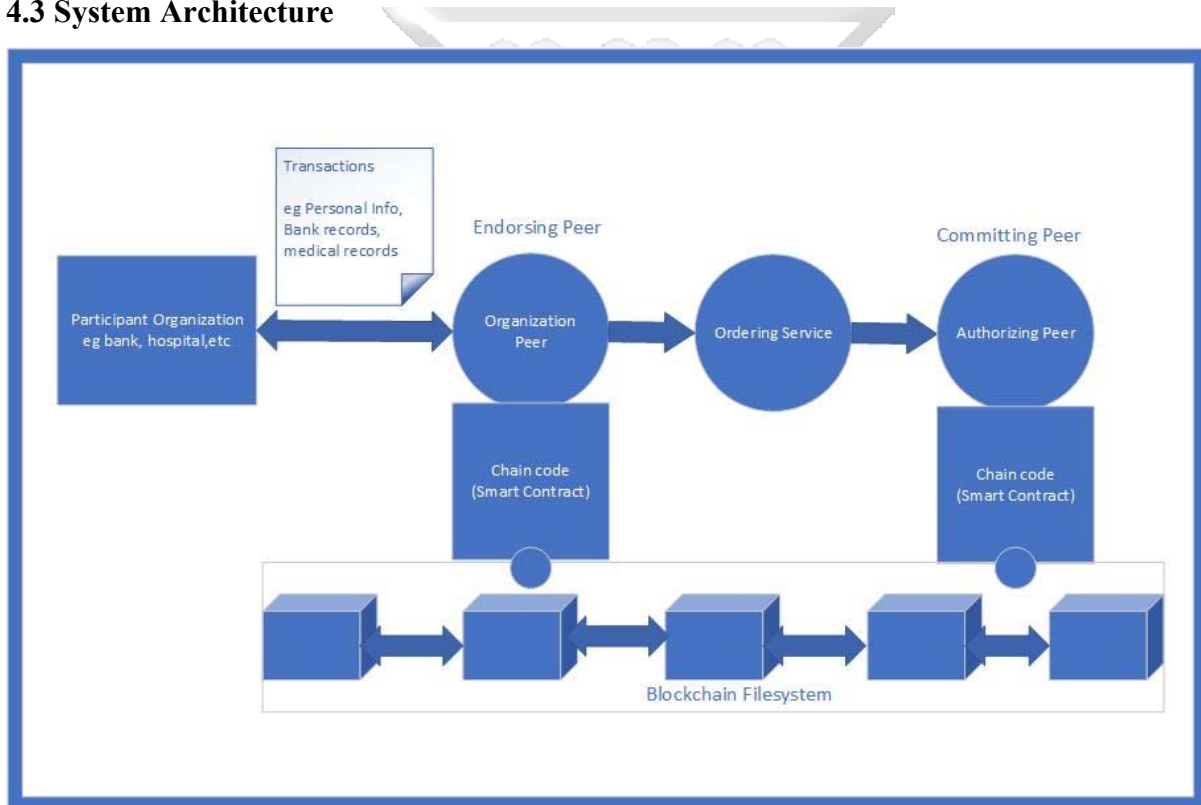 4.3 System Architecture
Transactions
eg Personal Info,
Bank records,
medical records
Endorsing Peer
Committing Peer
Participant Organization
eg bank, hospital,etc
Organization
Peer
Ordering Service
Authorizing Peer
Chain code
(Smart Contract)
Chain code
(Smart Contract)
Blockchain Filesystem